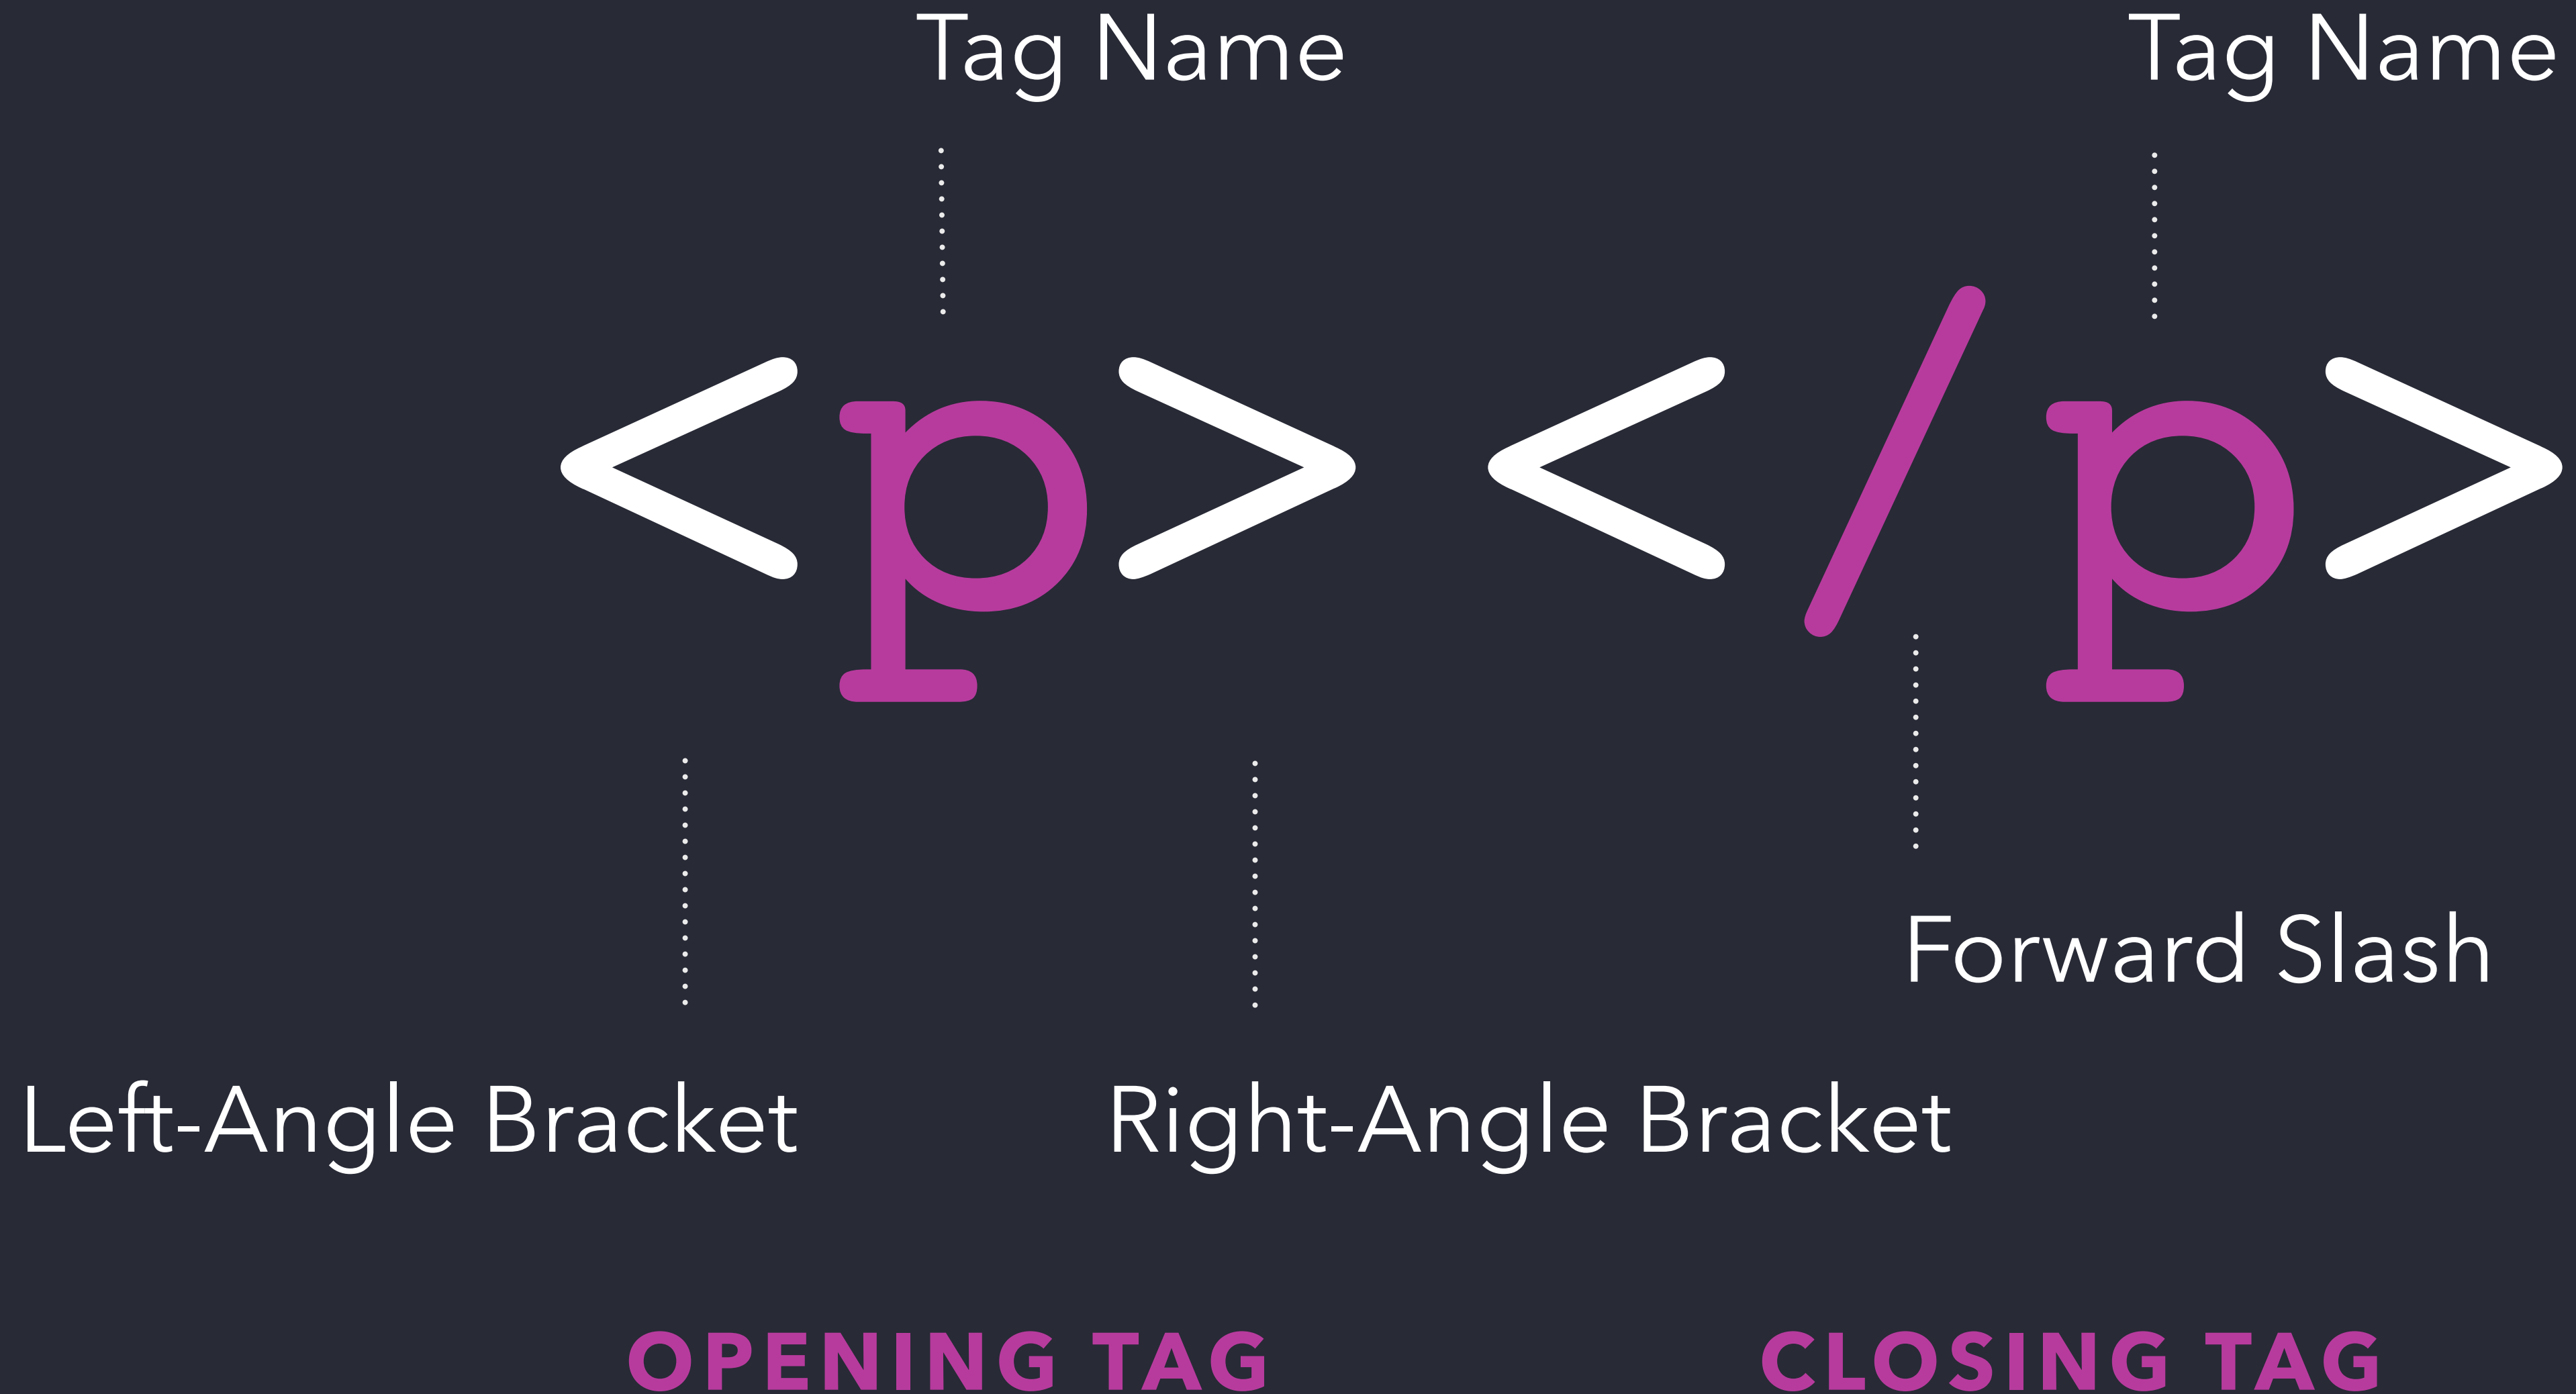 Tag Name Tag Name
<p> </p>
Forward Slash
Left-Angle Bracket Right-Angle Bracket
OPENING TAG CLOSING TAG